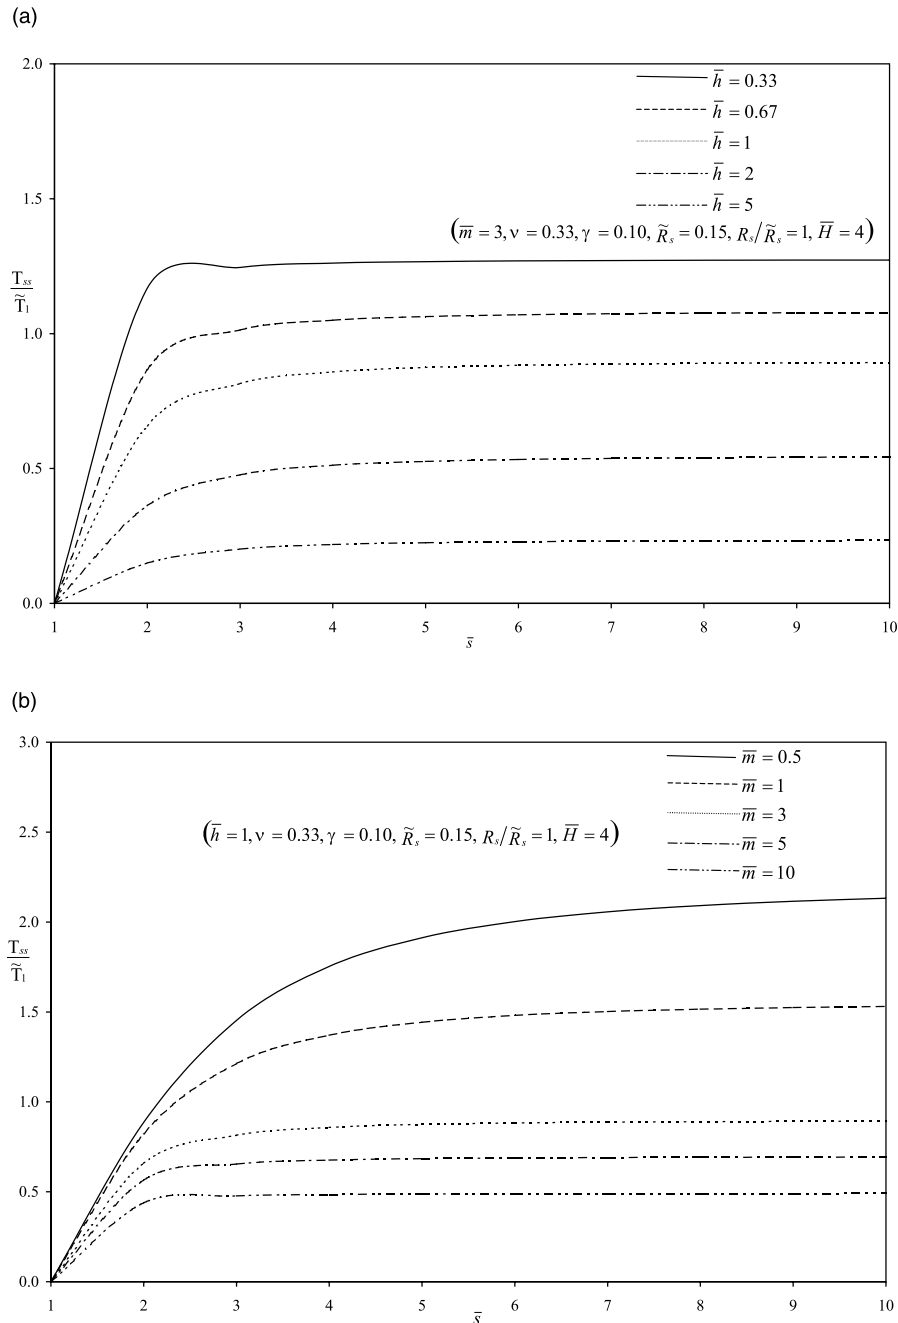 (a)
2.0
h̅ = 0.33
h̅ = 0.67
h̅ = 1
h̅ = 2
h̅ = 5
1.5
(m̅ = 3, ν = 0.33, γ = 0.10, R̃s = 0.15, Rs/R̃s = 1, H̅ = 4)
Tss
T̃1
1.0
0.5
0.0
1 2 3 4 5 6 7 8 9 10
s̅
(b)
3.0
m̅ = 0.5
m̅ = 1
m̅ = 3
m̅ = 5
m̅ = 10
2.5
(h̅ = 1, ν = 0.33, γ = 0.10, R̃s = 0.15, Rs/R̃s = 1, H̅ = 4)
2.0
Tss
T̃1
1.5
1.0
0.5
0.0
1 2 3 4 5 6 7 8 9 10
s̅